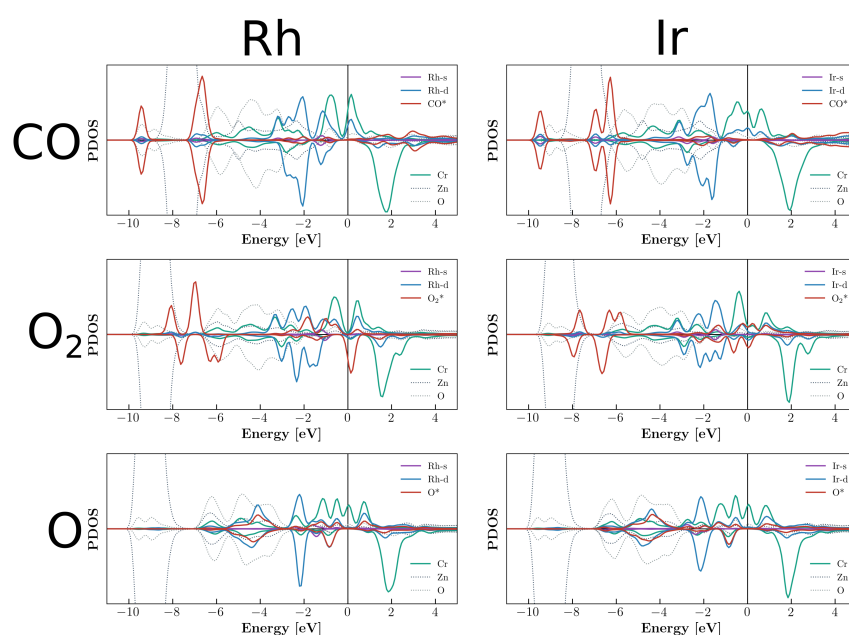 Rh Ir
CO
PDOS
Rh-s
Rh-d
CO*
Cr
Zn
O
−10 −8 −6 −4 −2 0 2 4
Energy [eV]
PDOS
Ir-s
Ir-d
CO*
Cr
Zn
O
−10 −8 −6 −4 −2 0 2 4
Energy [eV]
O₂
PDOS
Rh-s
Rh-d
O₂*
Cr
Zn
O
−10 −8 −6 −4 −2 0 2 4
Energy [eV]
PDOS
Ir-s
Ir-d
O₂*
Cr
Zn
O
−10 −8 −6 −4 −2 0 2 4
Energy [eV]
O
PDOS
Rh-s
Rh-d
O*
Cr
Zn
O
−10 −8 −6 −4 −2 0 2 4
Energy [eV]
PDOS
Ir-s
Ir-d
O*
Cr
Zn
O
−10 −8 −6 −4 −2 0 2 4
Energy [eV]